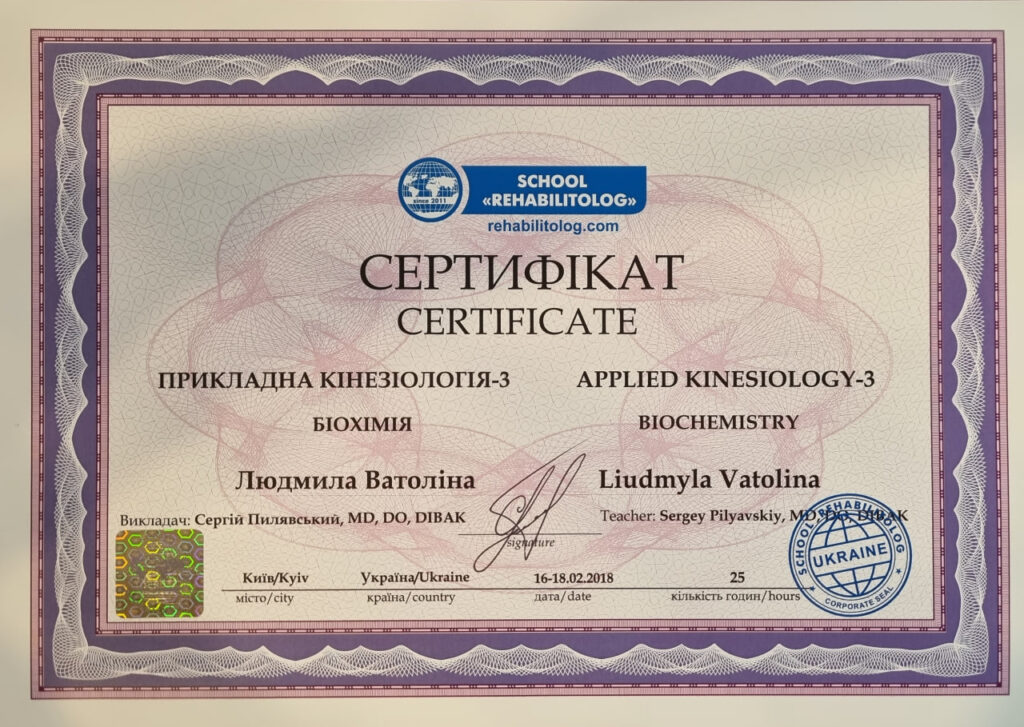 since 2011
SCHOOL
«REHABILITOLOG»
rehabilitolog.com
СЕРТИФІКАТ
CERTIFICATE
ПРИКЛАДНА КІНЕЗІОЛОГІЯ-3
БІОХІМІЯ
APPLIED KINESIOLOGY-3
BIOCHEMISTRY
Людмила Ватоліна
Liudmyla Vatolina
Викладач: Сергій Пилявський, MD, DO, DIBAK
Teacher: Sergey Pilyavskiy, MD, DO, DIBAK
signature
Київ/Kyiv
місто/city
Україна/Ukraine
країна/country
16-18.02.2018
дата/date
25
кількість годин/hours
SCHOOL REHABILITOLOG
UKRAINE
CORPORATE SEAL